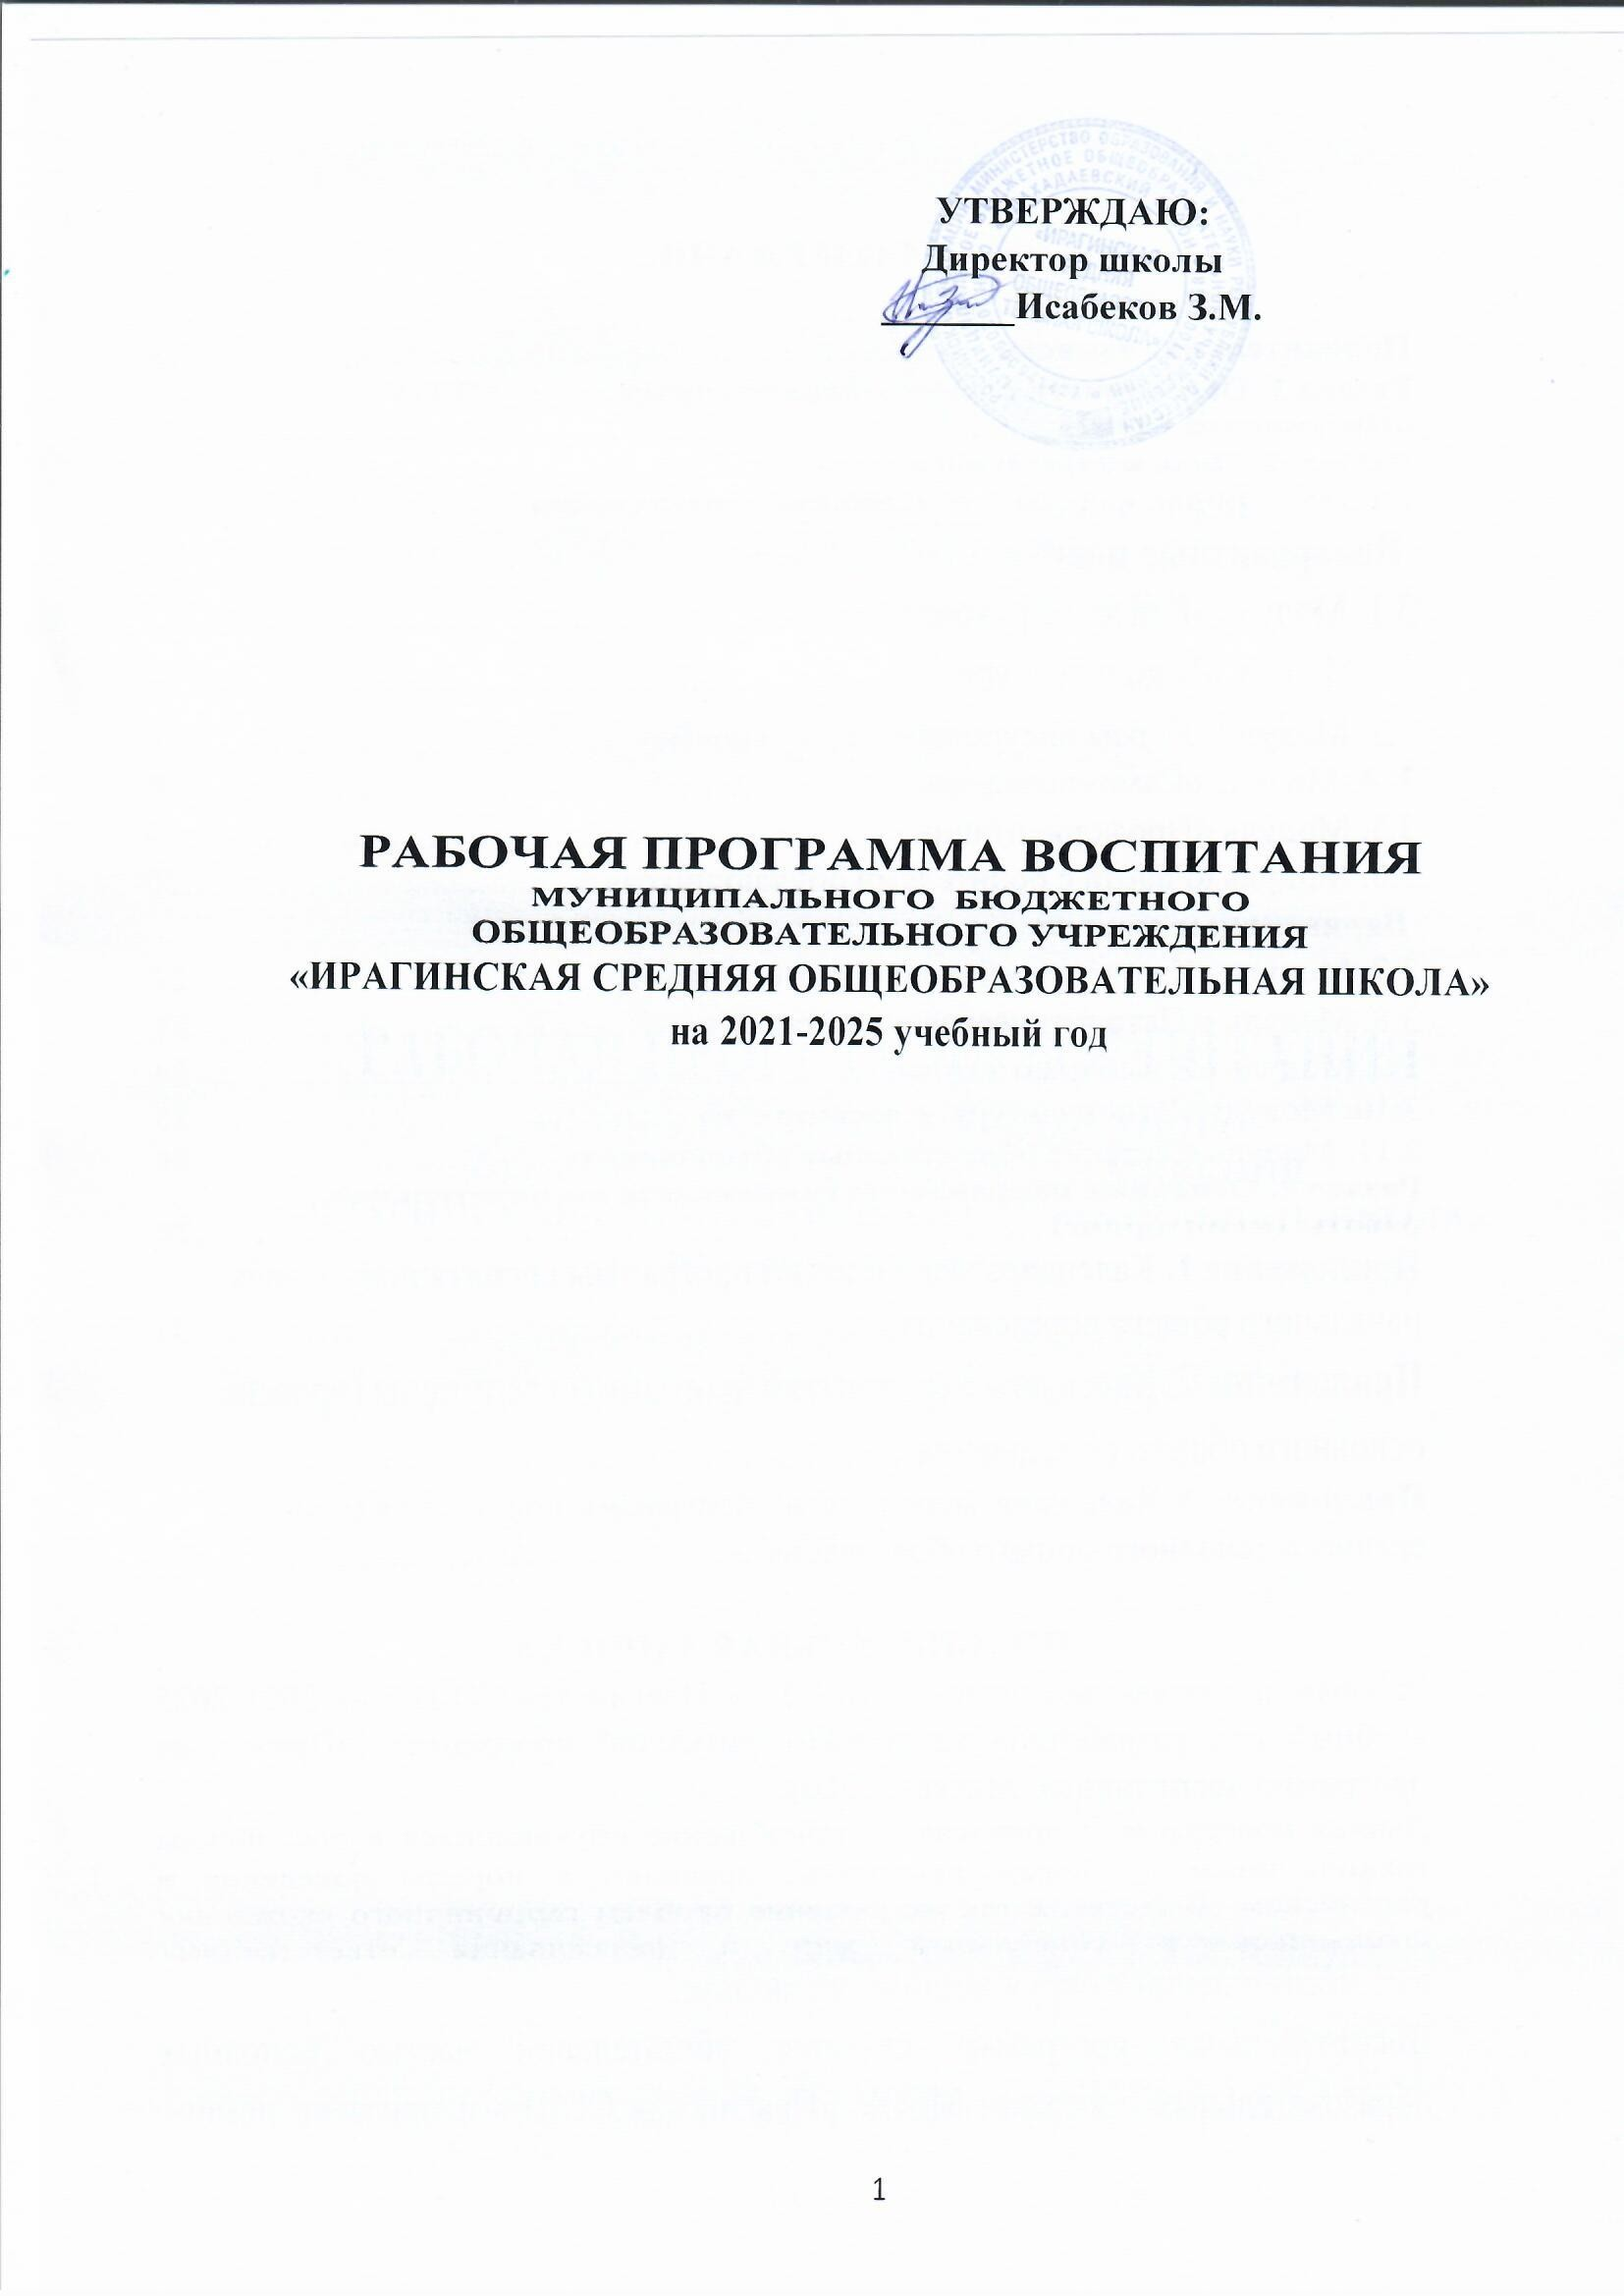 УТВЕРЖДАЮ:
Директор школы
Исабеков З.М.
РАБОЧАЯ ПРОГРАММА ВОСПИТАНИЯ
МУНИЦИПАЛЬНОГО БЮДЖЕТНОГО
ОБЩЕОБРАЗОВАТЕЛЬНОГО УЧРЕЖДЕНИЯ
«ИРАГИНСКАЯ СРЕДНЯЯ ОБЩЕОБРАЗОВАТЕЛЬНАЯ ШКОЛА»
на 2021-2025 учебный год
1